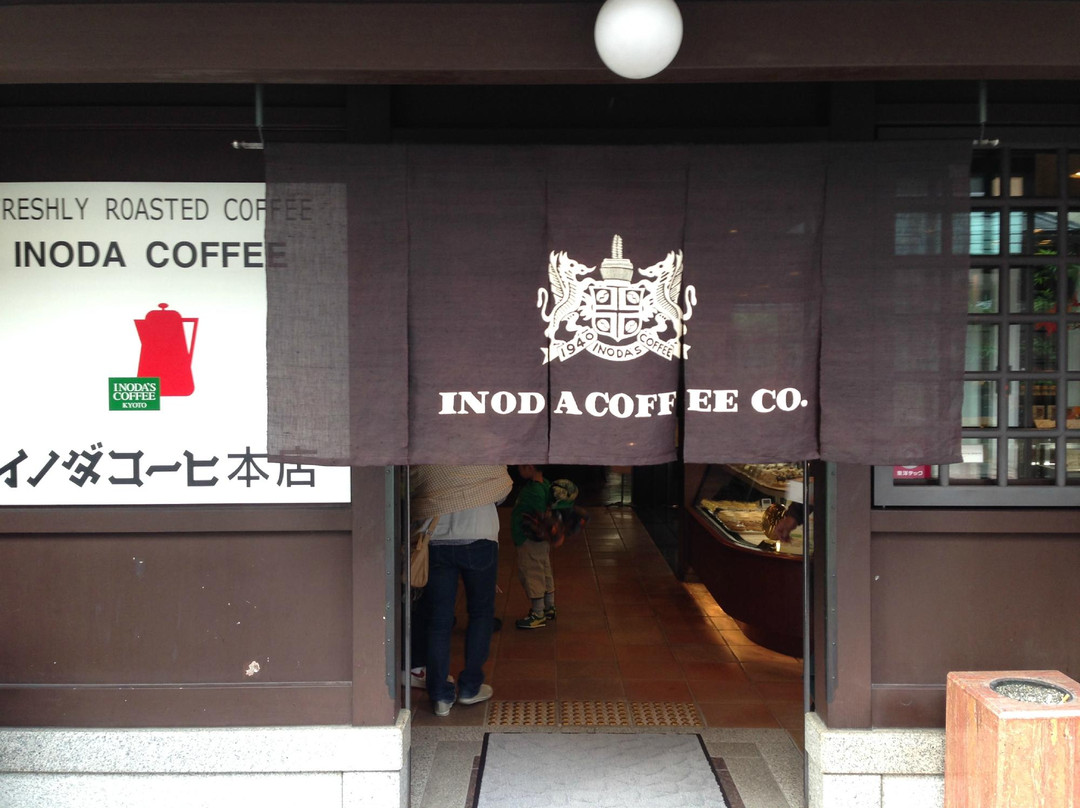 RESHLY ROASTED COFFEE
INODA COFFEE
INODA'S
COFFEE
KYOTO
イノダコーヒ本店
1940 INODAS COFFEE
INODA COFFEE CO.